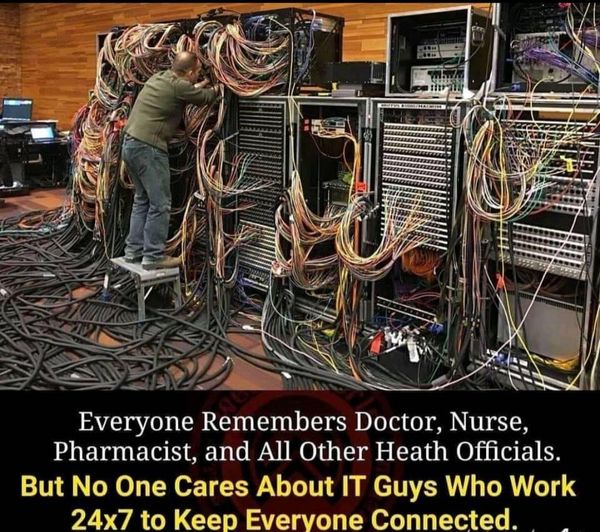 Everyone Remembers Doctor, Nurse,
Pharmacist, and All Other Heath Officials.
But No One Cares About IT Guys Who Work
24x7 to Keep Everyone Connected.